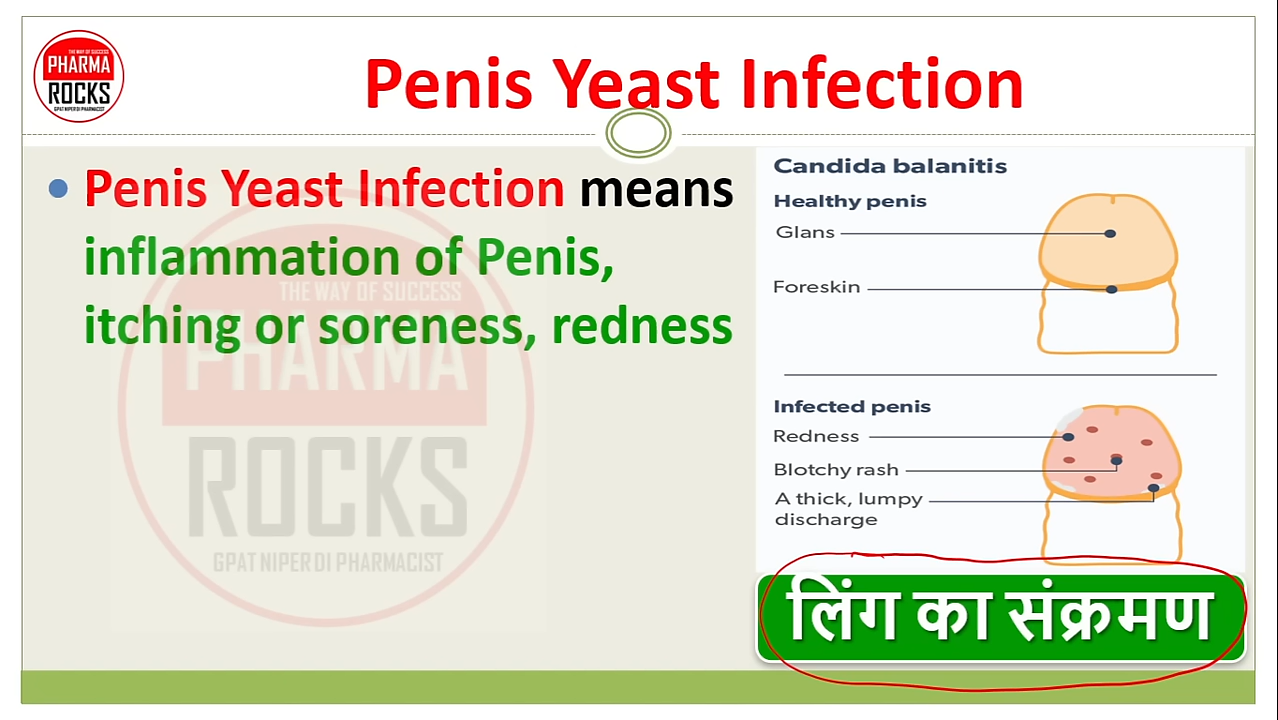 THE WAY OF SUCCESS
PHARMA
ROCKS
GPAT NIPER DI PHARMACIST
Penis Yeast Infection
Penis Yeast Infection means
inflammation of Penis,
itching or soreness, redness
THE WAY OF SUCCESS
PHARMA
ROCKS
GPAT NIPER DI PHARMACIST
Candida balanitis
Healthy penis
Glans
Foreskin
Infected penis
Redness
Blotchy rash
A thick, lumpy
discharge
लिंग का संक्रमण